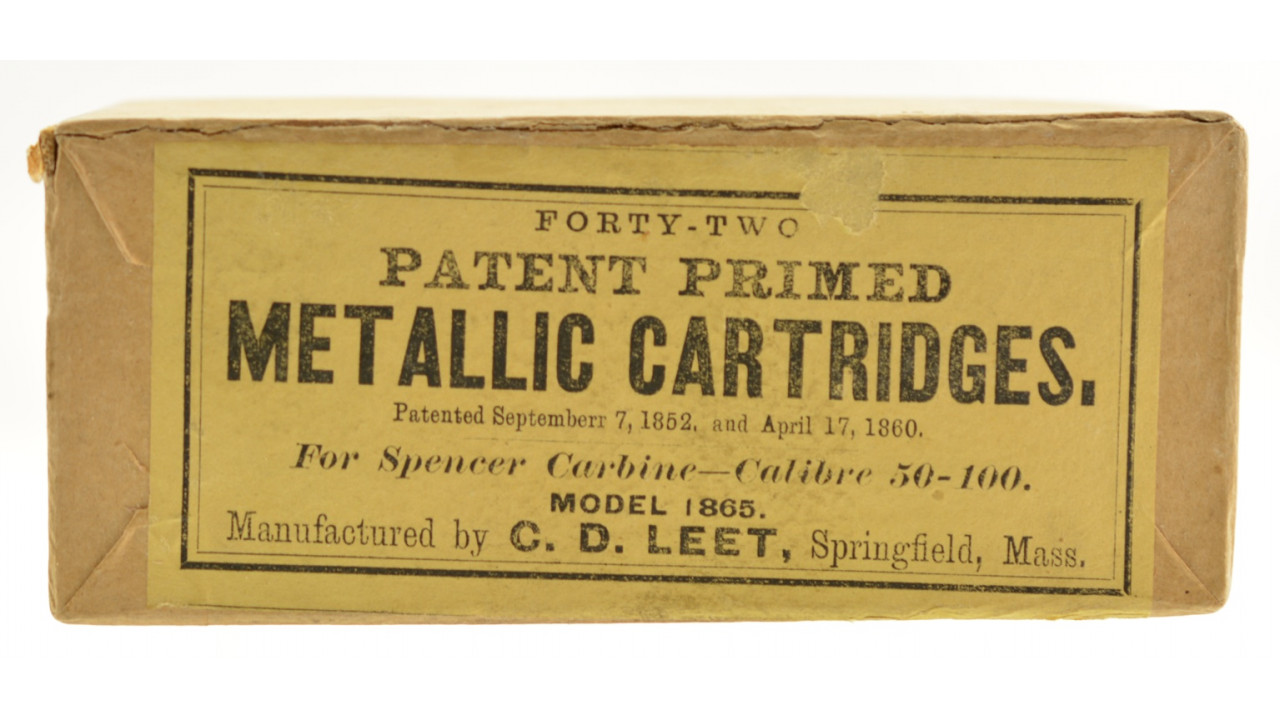 FORTY-TWO
PATENT PRIMED
METALLIC CARTRIDGES.
Patented Septemberr 7, 1852, and April 17, 1860.
For Spencer Carbine—Calibre 50-100.
MODEL 1865.
Manufactured by C. D. LEET, Springfield, Mass.